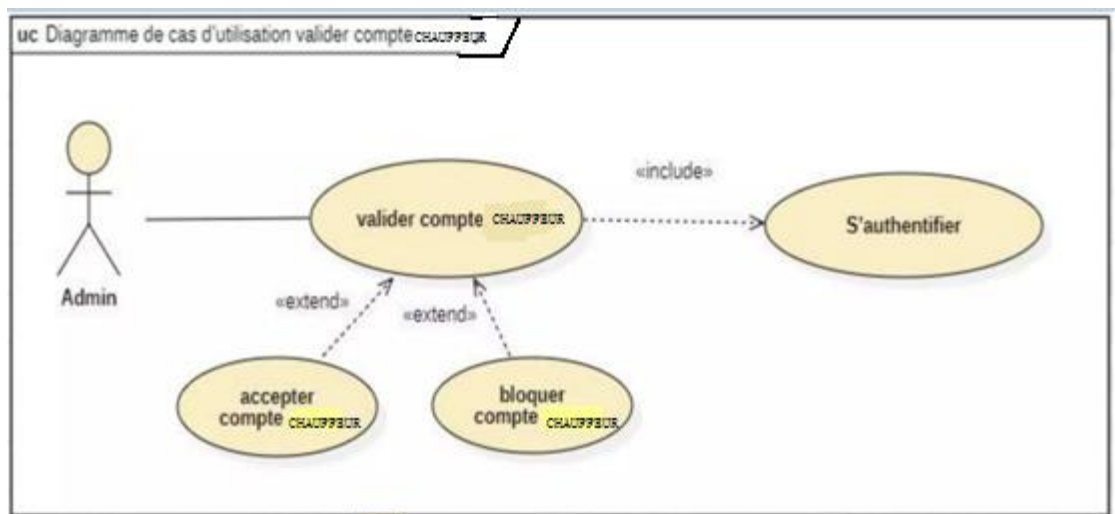 uc Diagramme de cas d'utilisation valider compte CHAUFFEUR
«include»
valider compte CHAUFFEUR
S'authentifier
Admin
«extend»
«extend»
accepter
compte CHAUFFEUR
bloquer
compte CHAUFFEUR